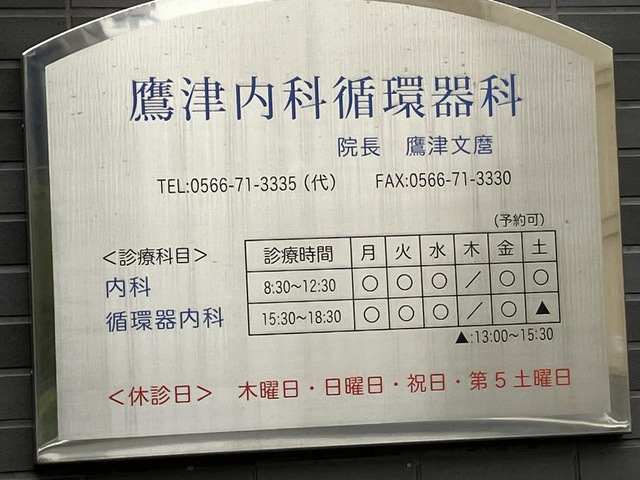 鷹津内科循環器科
院長 鷹津文麿
TEL:0566-71-3335（代） FAX:0566-71-3330
(予約可)
＜診療科目＞
内科
循環器内科
診療時間 月 火 水 木 金 土
8:30〜12:30 ○ ○ ○ ／ ○ ○
15:30〜18:30 ○ ○ ○ ／ ○ ▲
▲:13:00〜15:30
＜休診日＞ 木曜日・日曜日・祝日・第5土曜日